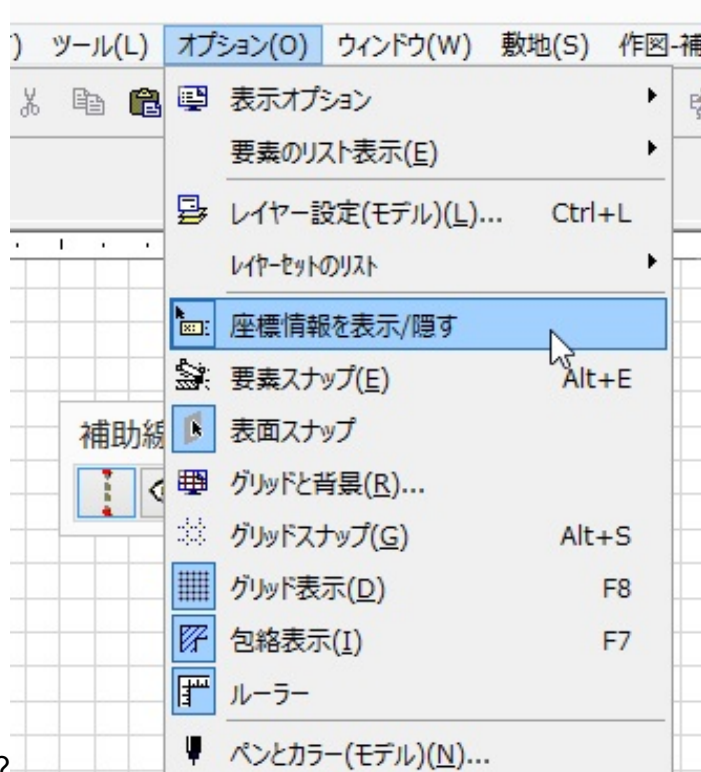 ) ツール(L) オプション(O) ウィンドウ(W) 敷地(S) 作図-補
表示オプション
要素のリスト表示(E)
レイヤー設定(モデル)(L)... Ctrl+L
レイヤーセットのリスト
座標情報を表示/隠す
要素スナップ(E) Alt+E
補助線
表面スナップ
グリッドと背景(R)...
グリッドスナップ(G) Alt+S
グリッド表示(D) F8
包絡表示(I) F7
ルーラー
ペンとカラー(モデル)(N)...
?